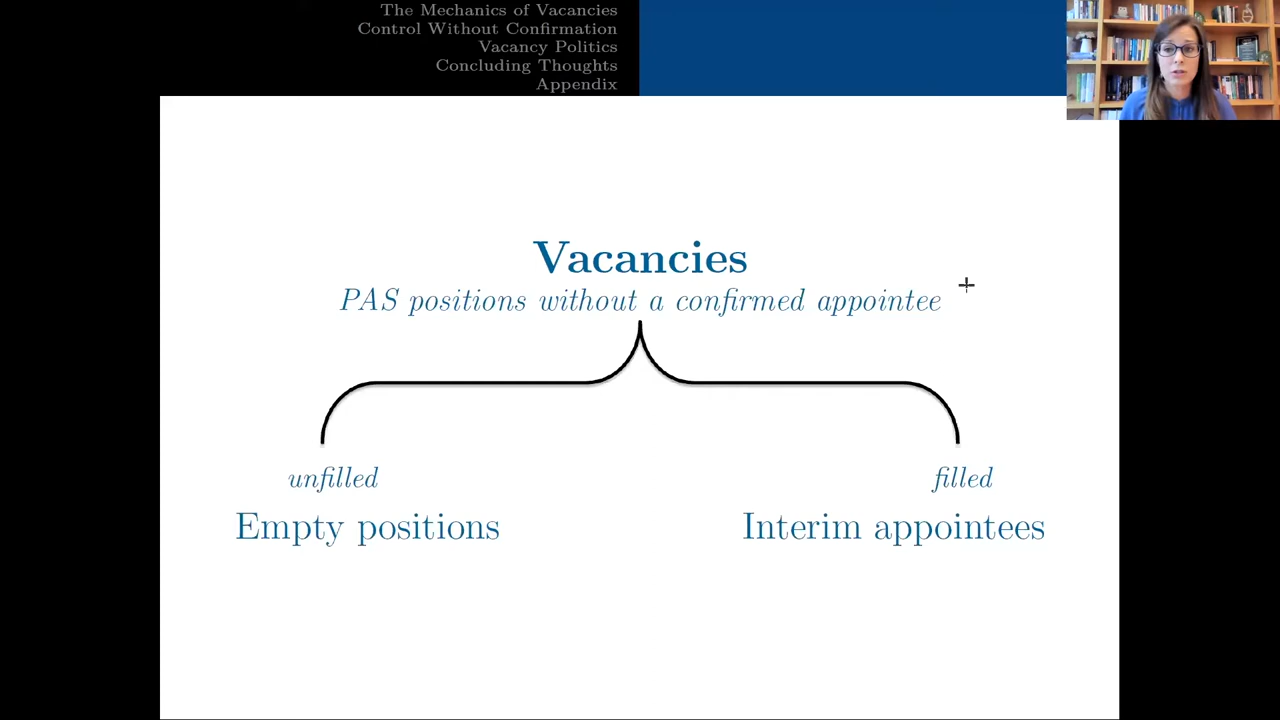 The Mechanics of Vacancies
Control Without Confirmation
Vacancy Politics
Concluding Thoughts
Appendix
Vacancies
PAS positions without a confirmed appointee
unfilled
filled
Empty positions
Interim appointees